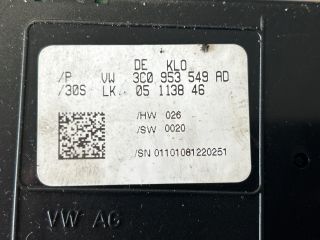 DE KLO
/P VW 3C0 953 549 AD
/30S LK. 05 1138 46
/HW 026
/SW 0020
/SN 01101081220251
VW AG